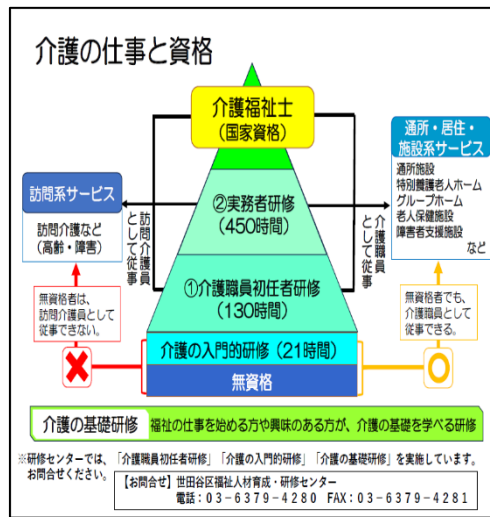 介護の仕事と資格
介護福祉士
(国家資格)
訪問系サービス
訪問介護など
(高齢・障害)
訪問介護員
として従事
②実務者研修
(450時間)
①介護職員初任者研修
(130時間)
介護の入門的研修(21時間)
無資格
介護職員
として従事
通所・居住・
施設系サービス
通所施設
特別養護老人ホーム
グループホーム
老人保健施設
障害者支援施設
など
無資格者は、
訪問介護員として
従事できない。
無資格者でも、
介護職員として
従事できる。
介護の基礎研修 福祉の仕事を始める方や興味のある方が、介護の基礎を学べる研修
※研修センターでは、「介護職員初任者研修」「介護の入門的研修」「介護の基礎研修」を実施しています。
お問合せください。
【お問合せ】世田谷区福祉人材育成・研修センター
電話:03-6379-4280 FAX:03-6379-4281